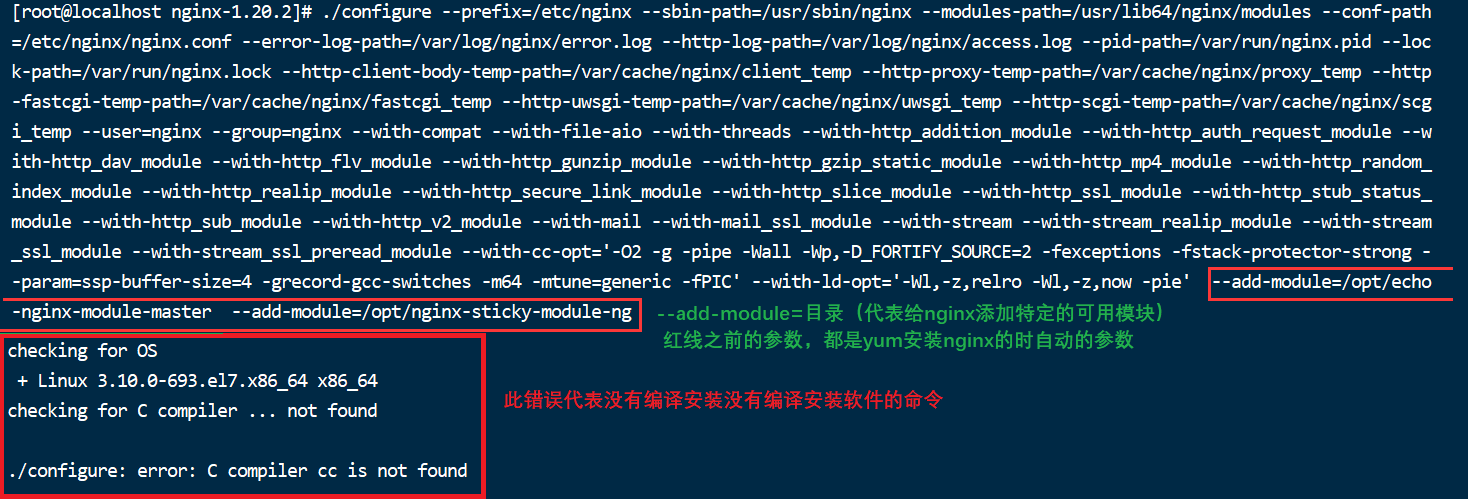 [root@localhost nginx-1.20.2]# ./configure --prefix=/etc/nginx --sbin-path=/usr/sbin/nginx --modules-path=/usr/lib64/nginx/modules --conf-path
=/etc/nginx/nginx.conf --error-log-path=/var/log/nginx/error.log --http-log-path=/var/log/nginx/access.log --pid-path=/var/run/nginx.pid --loc
k-path=/var/run/nginx.lock --http-client-body-temp-path=/var/cache/nginx/client_temp --http-proxy-temp-path=/var/cache/nginx/proxy_temp --http
-fastcgi-temp-path=/var/cache/nginx/fastcgi_temp --http-uwsgi-temp-path=/var/cache/nginx/uwsgi_temp --http-scgi-temp-path=/var/cache/nginx/scg
i_temp --user=nginx --group=nginx --with-compat --with-file-aio --with-threads --with-http_addition_module --with-http_auth_request_module --w
ith-http_dav_module --with-http_flv_module --with-http_gunzip_module --with-http_gzip_static_module --with-http_mp4_module --with-http_random_
index_module --with-http_realip_module --with-http_secure_link_module --with-http_slice_module --with-http_ssl_module --with-http_stub_status_
module --with-http_sub_module --with-http_v2_module --with-mail --with-mail_ssl_module --with-stream --with-stream_realip_module --with-stream
_ssl_module --with-stream_ssl_preread_module --with-cc-opt='-O2 -g -pipe -Wall -Wp,-D_FORTIFY_SOURCE=2 -fexceptions -fstack-protector-strong -
-param=ssp-buffer-size=4 -grecord-gcc-switches -m64 -mtune=generic -fPIC' --with-ld-opt='-Wl,-z,relro -Wl,-z,now -pie' --add-module=/opt/echo
-nginx-module-master --add-module=/opt/nginx-sticky-module-ng --add-module=目录（代表给nginx添加特定的可用模块）
红线之前的参数，都是yum安装nginx的时自动的参数
checking for OS
+ Linux 3.10.0-693.el7.x86_64 x86_64
checking for C compiler ... not found 此错误代表没有编译安装没有编译安装软件的命令
./configure: error: C compiler cc is not found